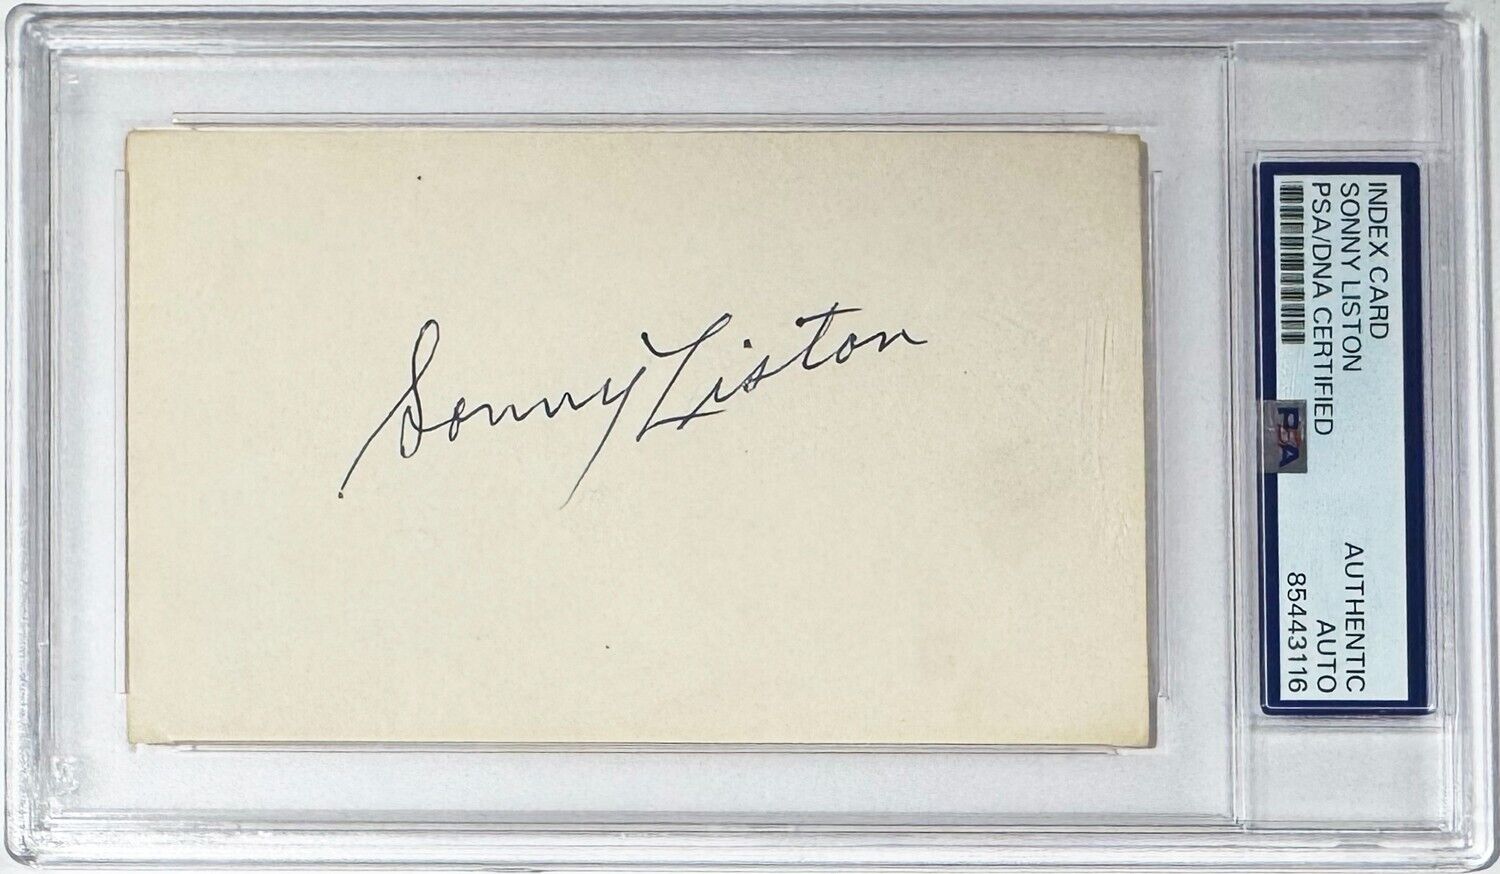 Sonny Liston
INDEX CARD
SONNY LISTON
PSA/DNA CERTIFIED
AUTHENTIC
AUTO
85443116
PSA